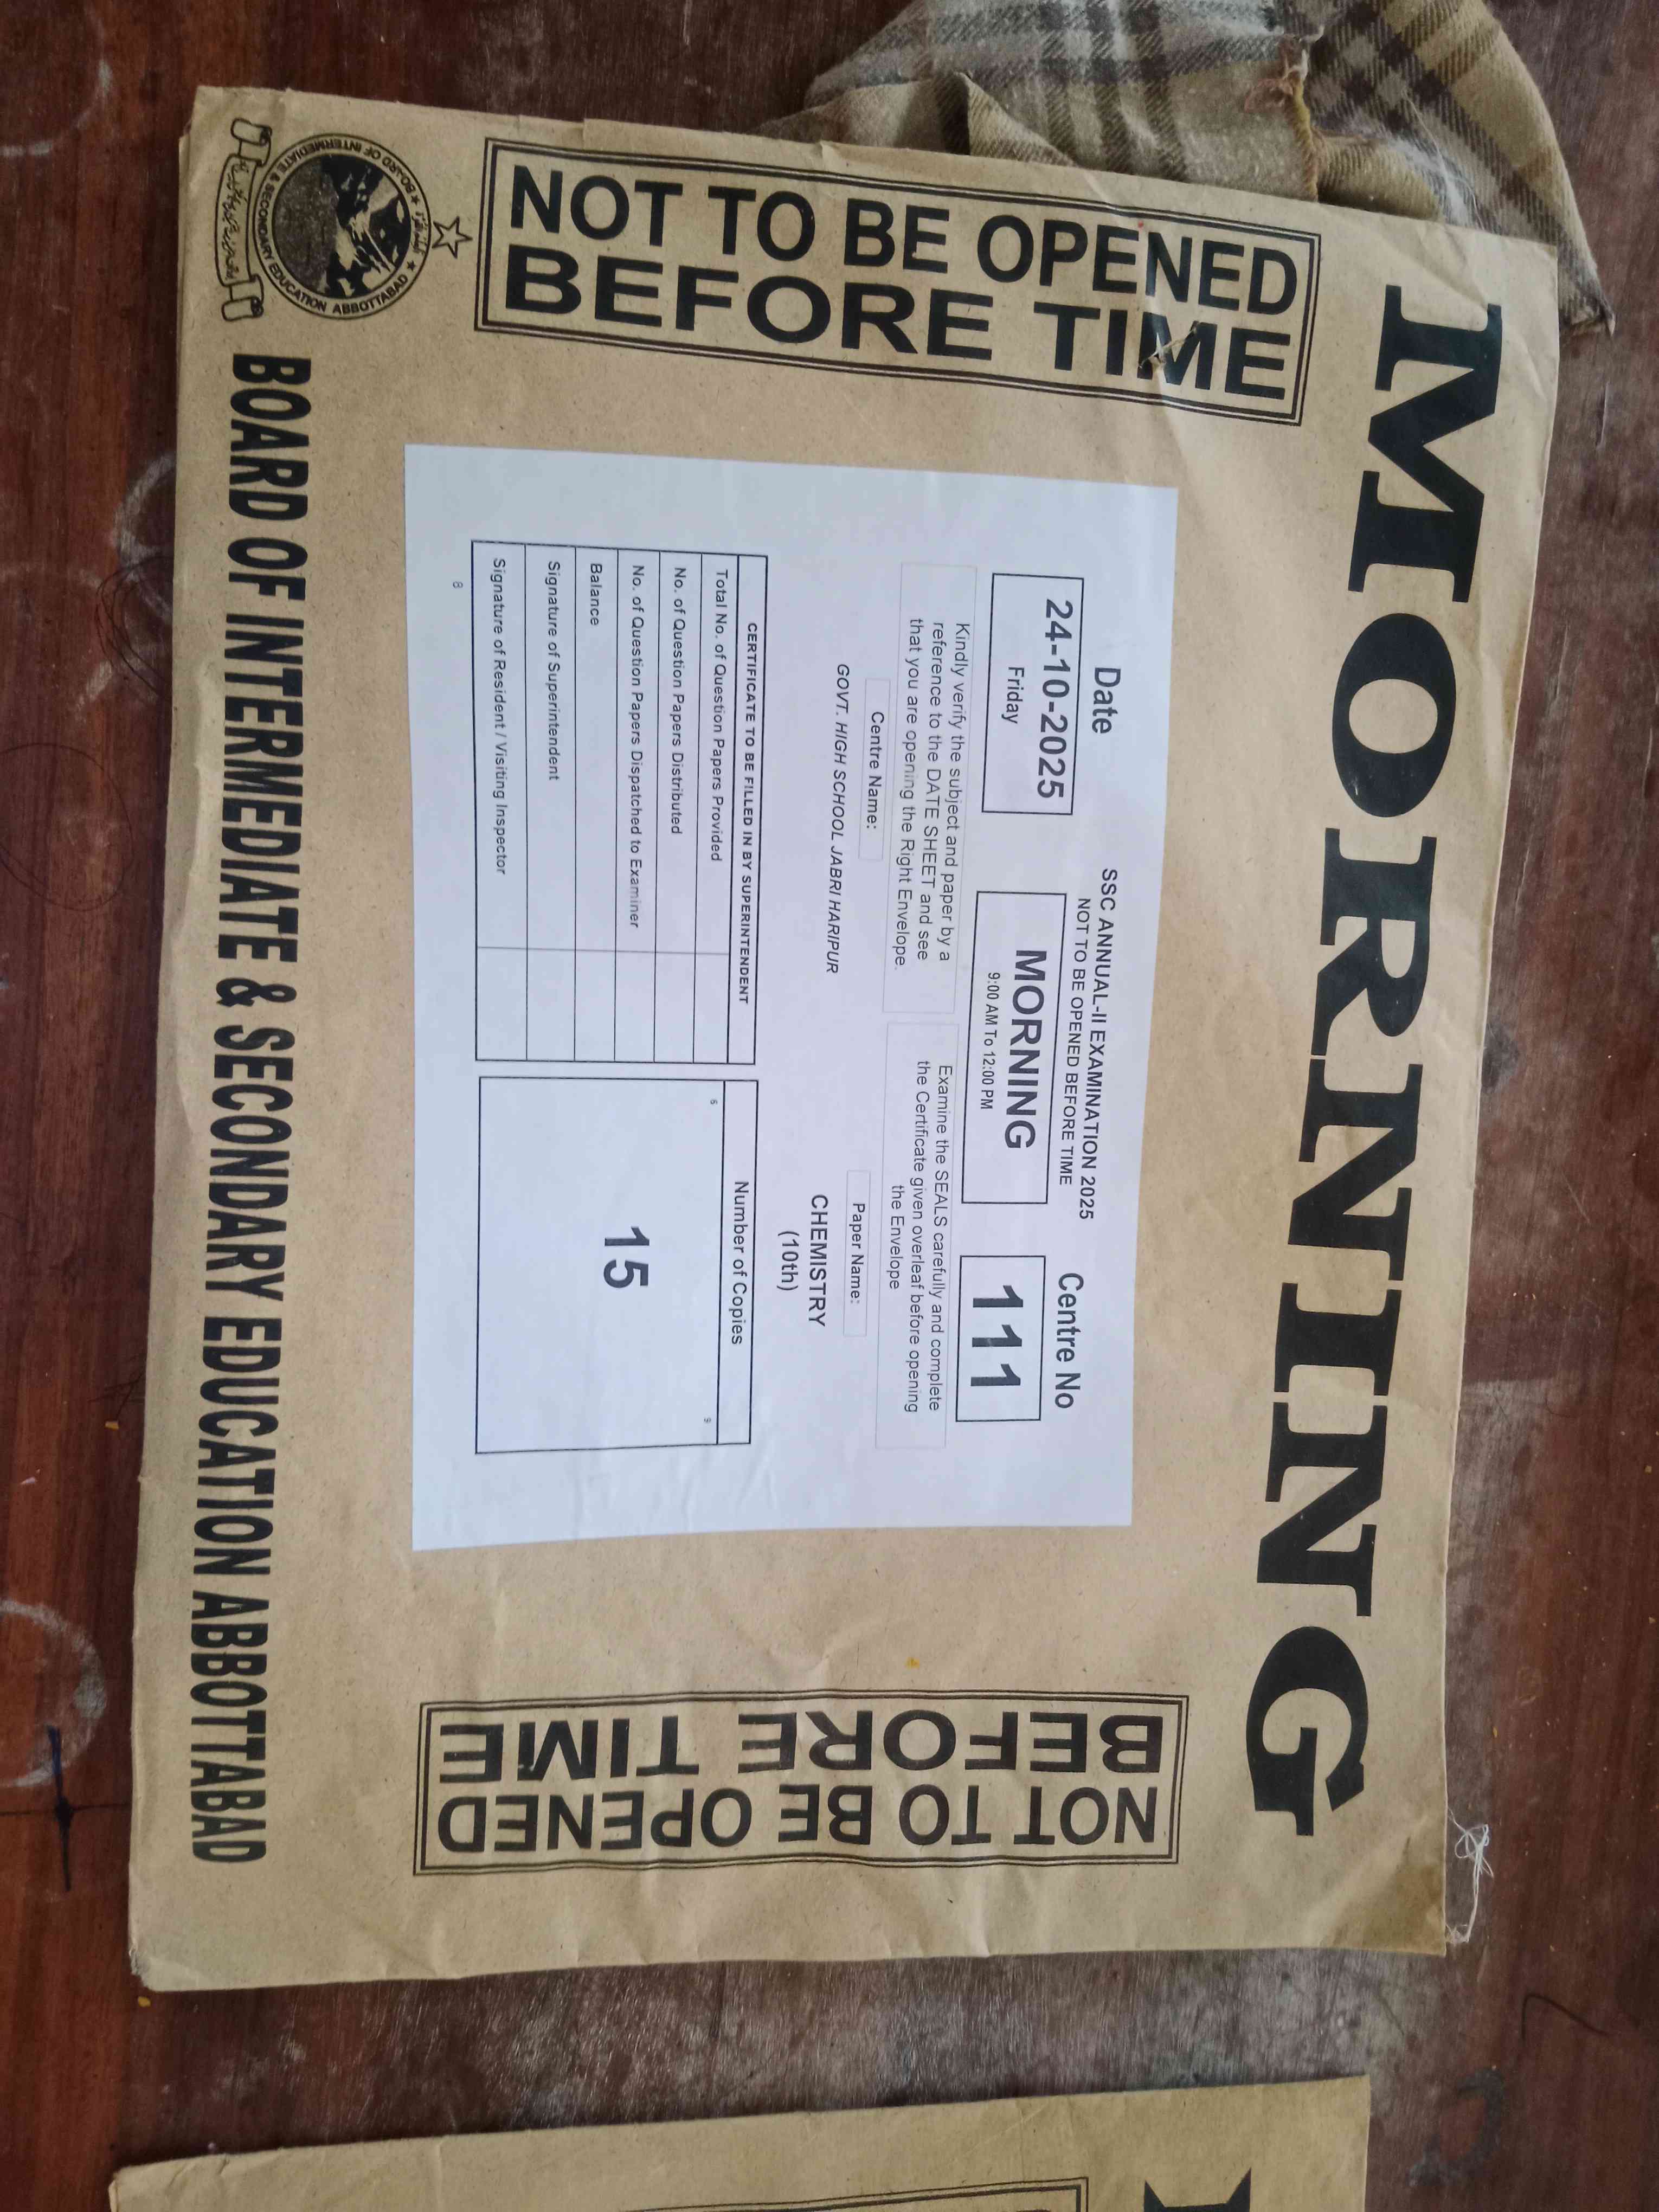 MORNING
NOT TO BE OPENED
BEFORE TIME
Date
24-10-2025
Friday
SSC ANNUAL-II EXAMINATION 2025
NOT TO BE OPENED BEFORE TIME
MORNING
9:00 AM To 12:00 PM
Centre No
111
Kindly verify the subject and paper by a
reference to the DATE SHEET and see
that you are opening the Right Envelope.
Examine the SEALS carefully and complete
the Certificate given overleaf before opening
the Envelope
Centre Name:
GOVT. HIGH SCHOOL JABRI HARIPUR
Paper Name:
CHEMISTRY
(10th)
CERTIFICATE TO BE FILLED IN BY SUPERINTENDENT
Total No. of Question Papers Provided
No. of Question Papers Distributed
No. of Question Papers Dispatched to Examiner
Balance
Signature of Superintendent
Signature of Resident / Visiting Inspector
8
Number of Copies
6
9
15
NOT TO BE OPENED
BEFORE TIME
BOARD OF INTERMEDIATE & SECONDARY EDUCATION ABBOTTABAD
BOARD OF INTERMEDIATE & SECONDARY EDUCATION ABBOTTABAD